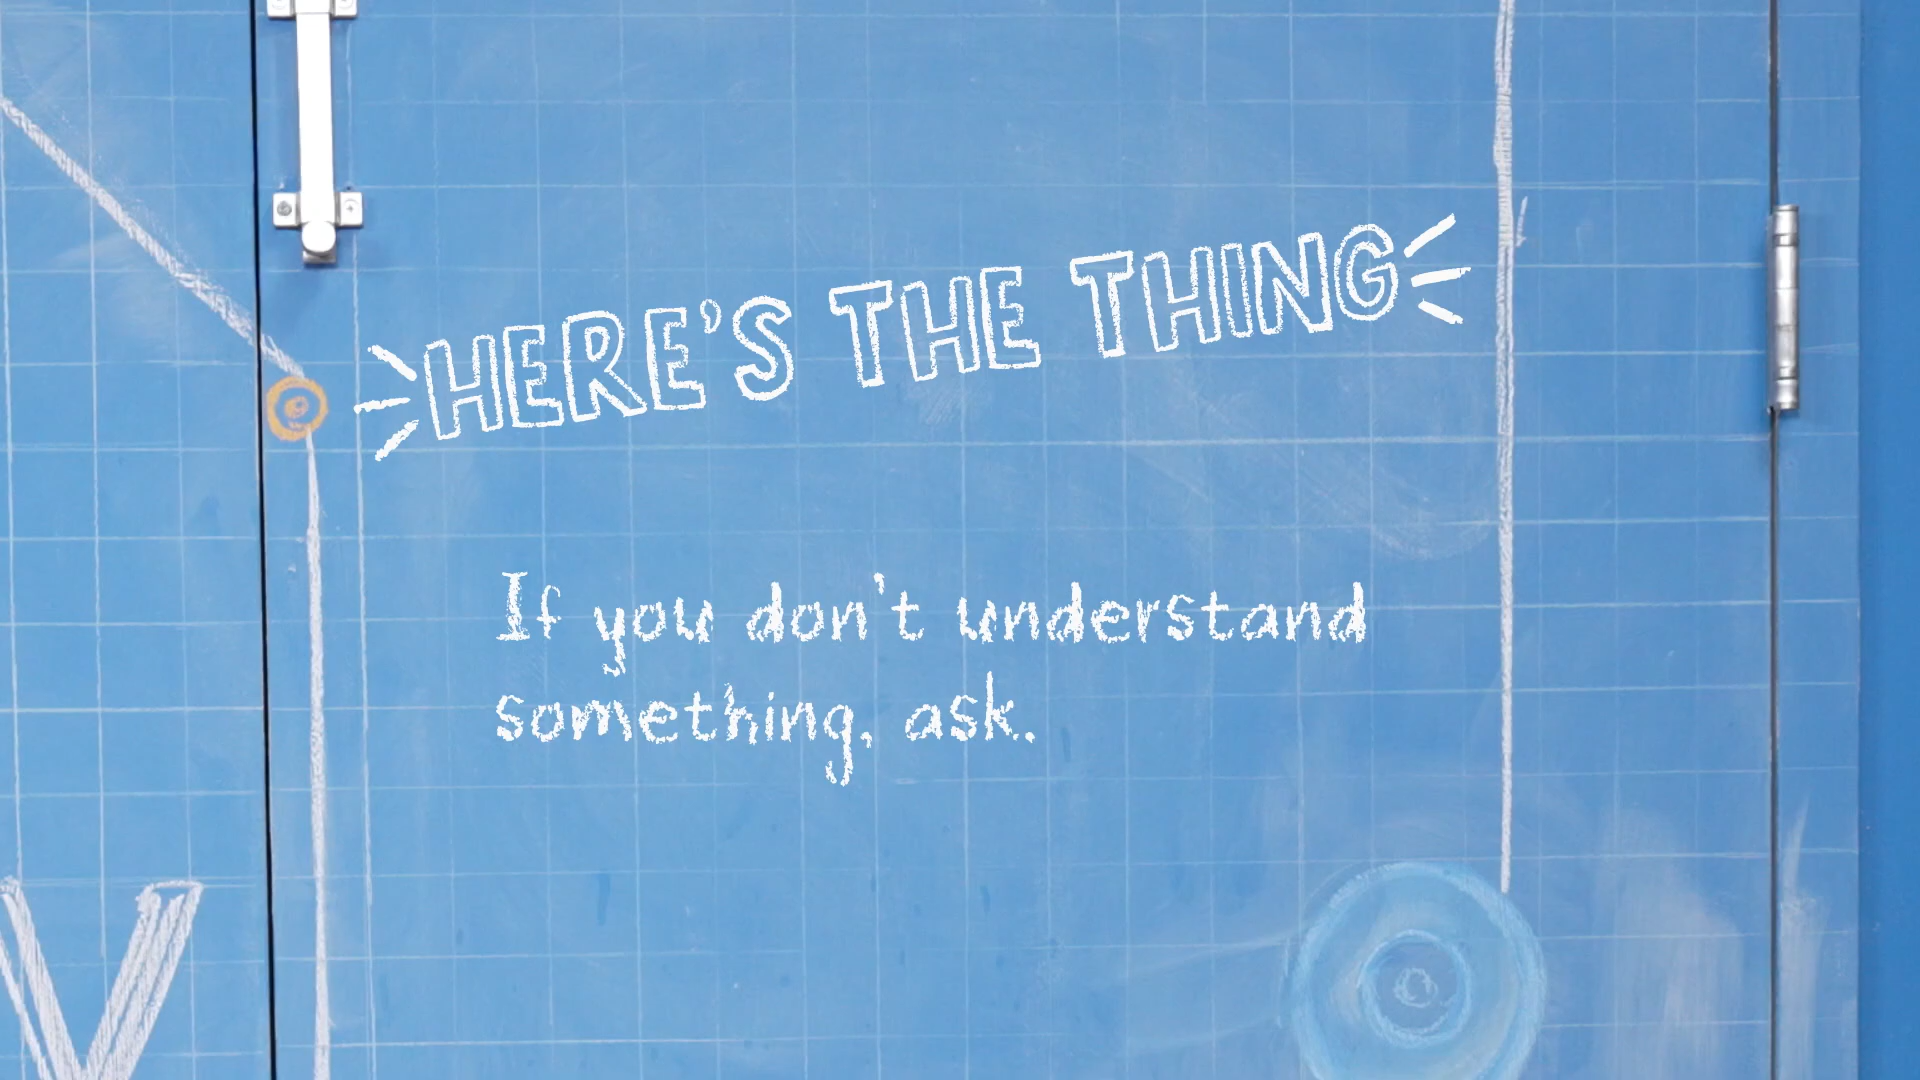 HERE'S THE THING
If you don't understand
something, ask.